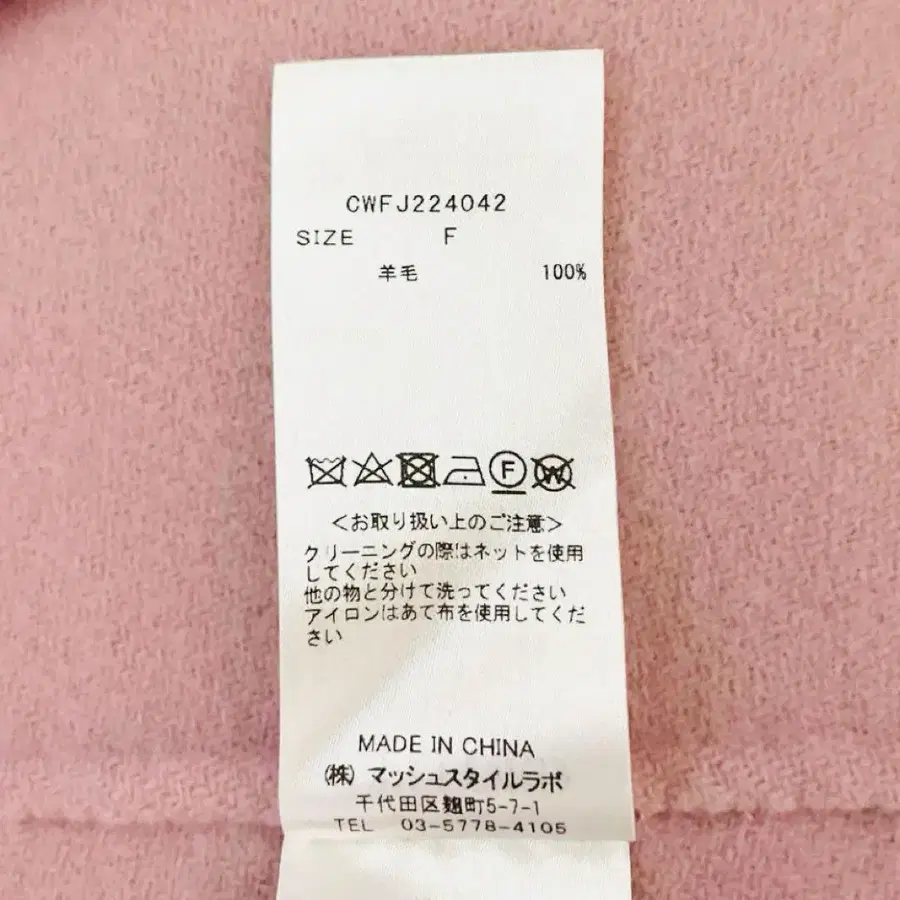 CWFJ224042
SIZE F
羊毛 100%
F
W
＜お取り扱い上のご注意＞
クリーニングの際はネットを使用
してください
他の物と分けて洗ってください
アイロンはあて布を使用してくだ
さい
MADE IN CHINA
(株) マッシュスタイルラボ
千代田区麹町5-7-1
TEL 03-5778-4105